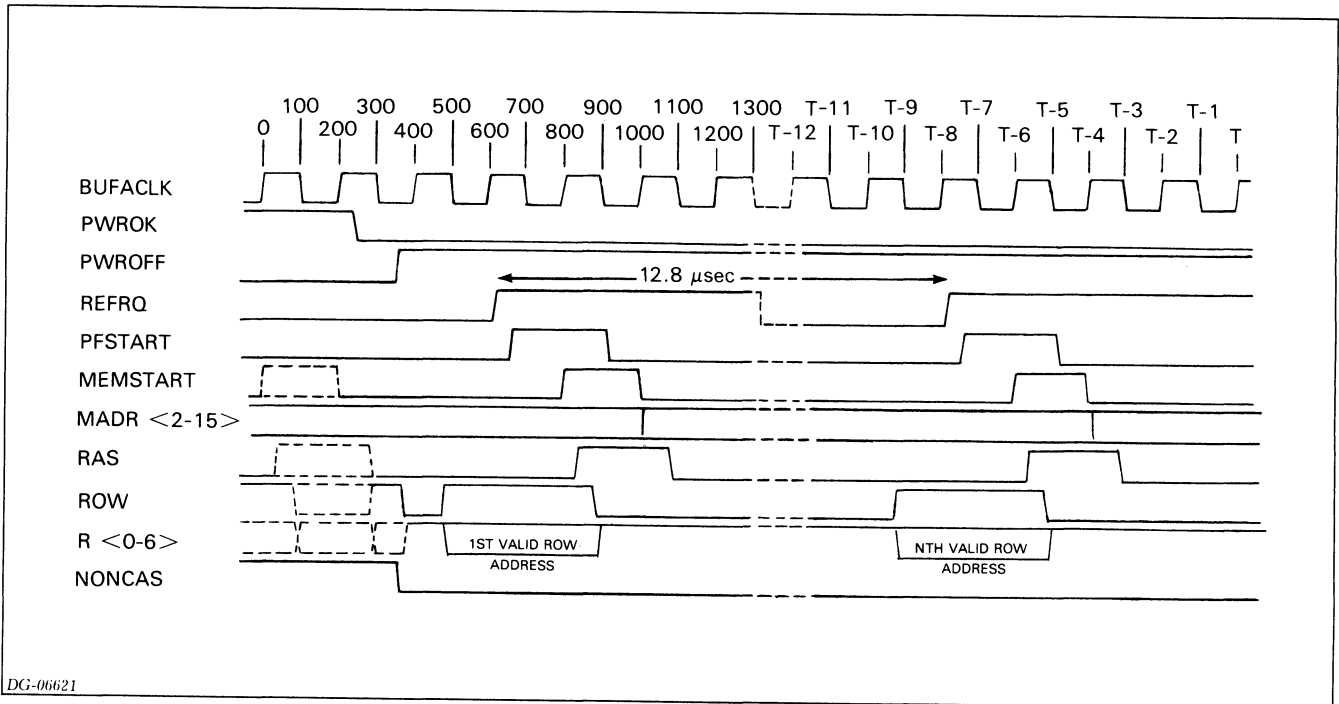 100 300 500 700 900 1100 1300 T-11 T-9 T-7 T-5 T-3 T-1
0 200 400 600 800 1000 1200 T-12 T-10 T-8 T-6 T-4 T-2 T
BUFACLK
PWROK
PWROFF
12.8 μsec
REFRQ
PFSTART
MEMSTART
MADR <2-15>
RAS
ROW
R <0-6>
1ST VALID ROW
ADDRESS
NTH VALID ROW
ADDRESS
NONCAS
DG-06621